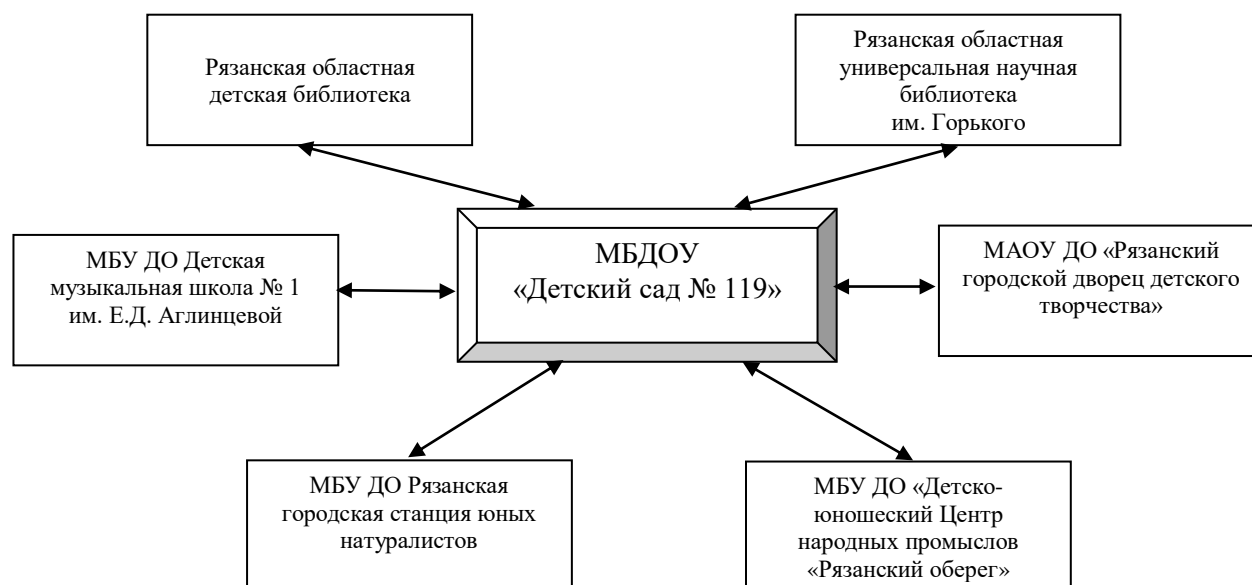 Рязанская областная
детская библиотека
Рязанская областная
универсальная научная
библиотека
им. Горького
МБУ ДО Детская
музыкальная школа № 1
им. Е.Д. Аглинцевой
МБДОУ
«Детский сад № 119»
МАОУ ДО «Рязанский
городской дворец детского
творчества»
МБУ ДО Рязанская
городская станция юных
натуралистов
МБУ ДО «Детско-
юношеский Центр
народных промыслов
«Рязанский оберег»